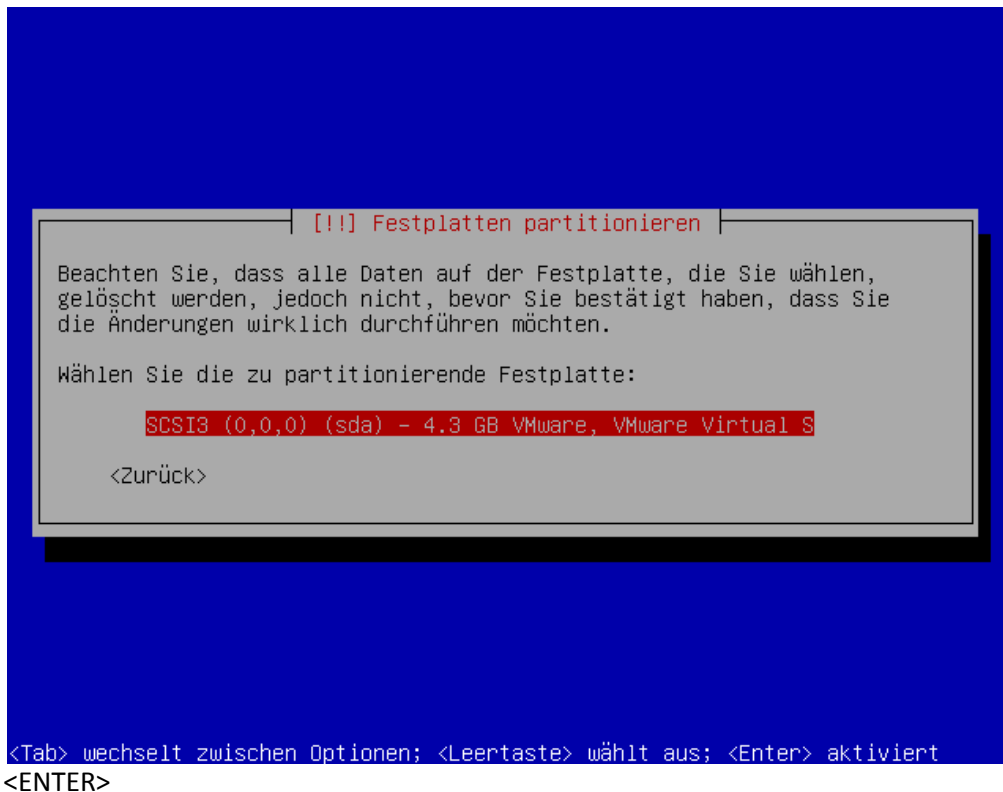 [!!] Festplatten partitionieren
Beachten Sie, dass alle Daten auf der Festplatte, die Sie wählen,
gelöscht werden, jedoch nicht, bevor Sie bestätigt haben, dass Sie
die Änderungen wirklich durchführen möchten.
Wählen Sie die zu partitionierende Festplatte:
SCSI3 (0,0,0) (sda) – 4.3 GB VMware, VMware Virtual S
<Zurück>
<Tab> wechselt zwischen Optionen; <Leertaste> wählt aus; <Enter> aktiviert
<ENTER>